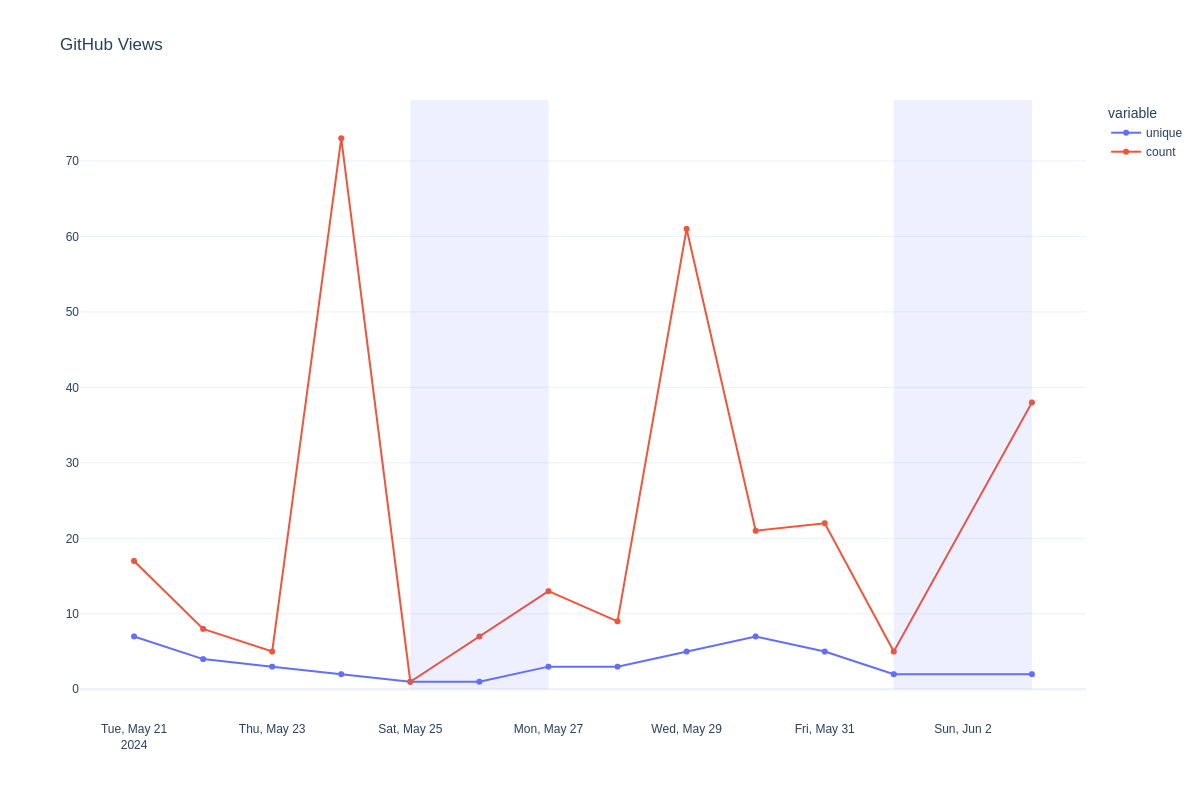 GitHub Views
variable
unique
count
70
60
50
40
30
20
10
0
Tue, May 21
2024
Thu, May 23
Sat, May 25
Mon, May 27
Wed, May 29
Fri, May 31
Sun, Jun 2